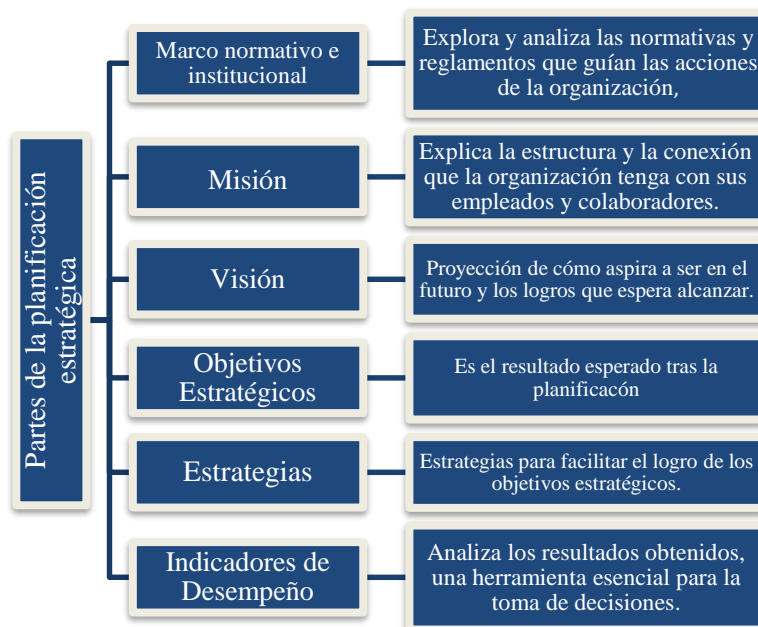 Partes de la planificación
estratégica
Marco normativo e
institucional
Explora y analiza las normativas y
reglamentos que guían las acciones
de la organización,
Misión
Explica la estructura y la conexión
que la organización tenga con sus
empleados y colaboradores.
Visión
Proyección de cómo aspira a ser en el
futuro y los logros que espera alcanzar.
Objetivos
Estratégicos
Es el resultado esperado tras la
planificacón
Estrategias
Estrategias para facilitar el logro de los
objetivos estratégicos.
Indicadores de
Desempeño
Analiza los resultados obtenidos,
una herramienta esencial para la
toma de decisiones.